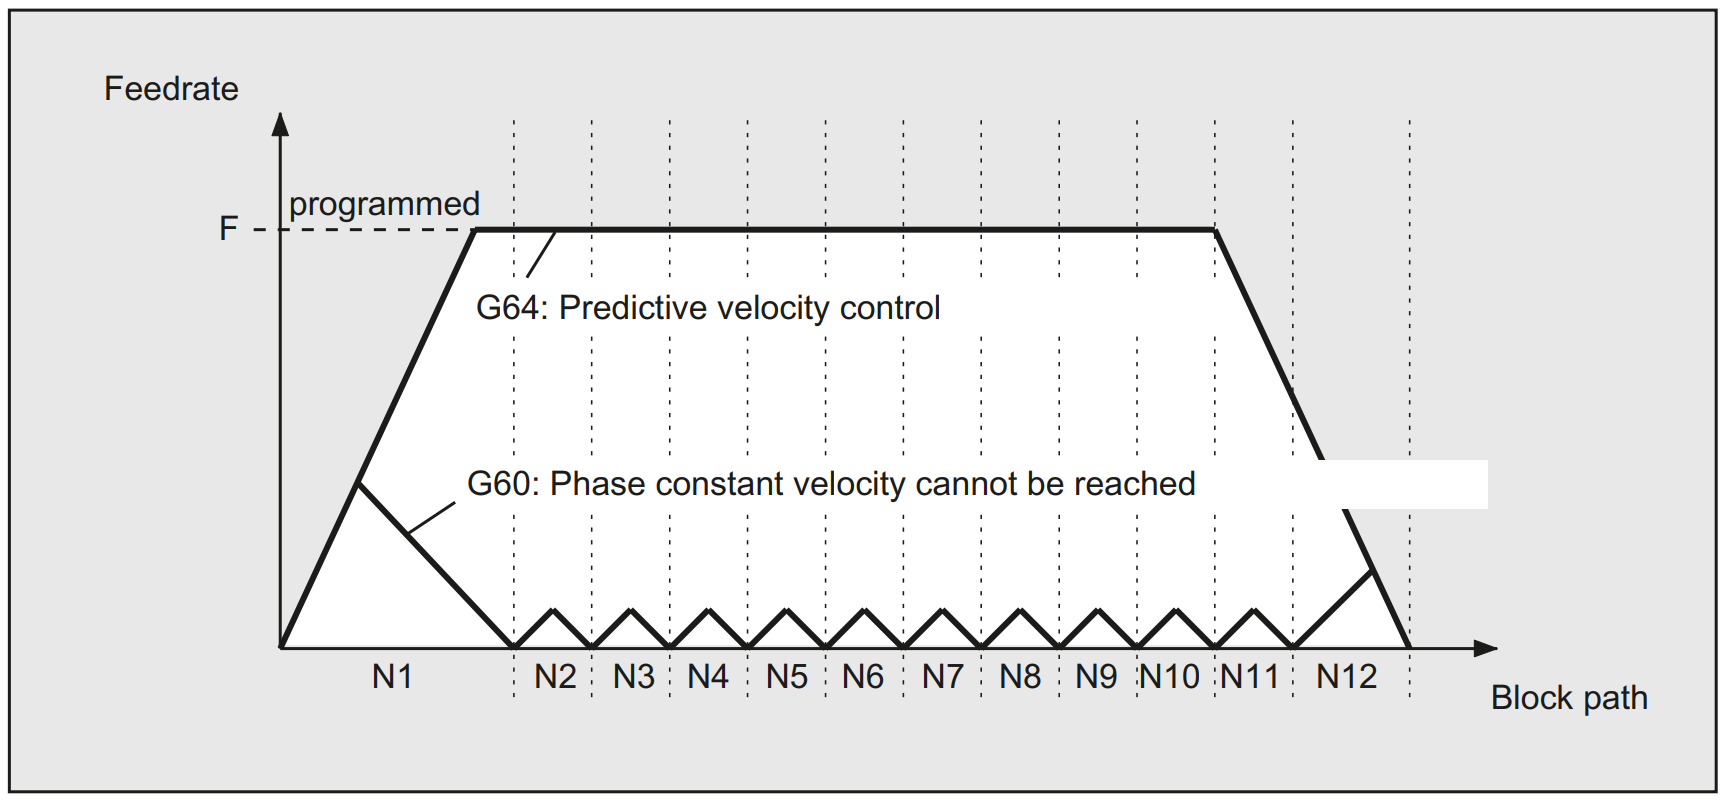 Feedrate
programmed
F
G64: Predictive velocity control
G60: Phase constant velocity cannot be reached
N1 N2 N3 N4 N5 N6 N7 N8 N9 N10 N11 N12
Block path